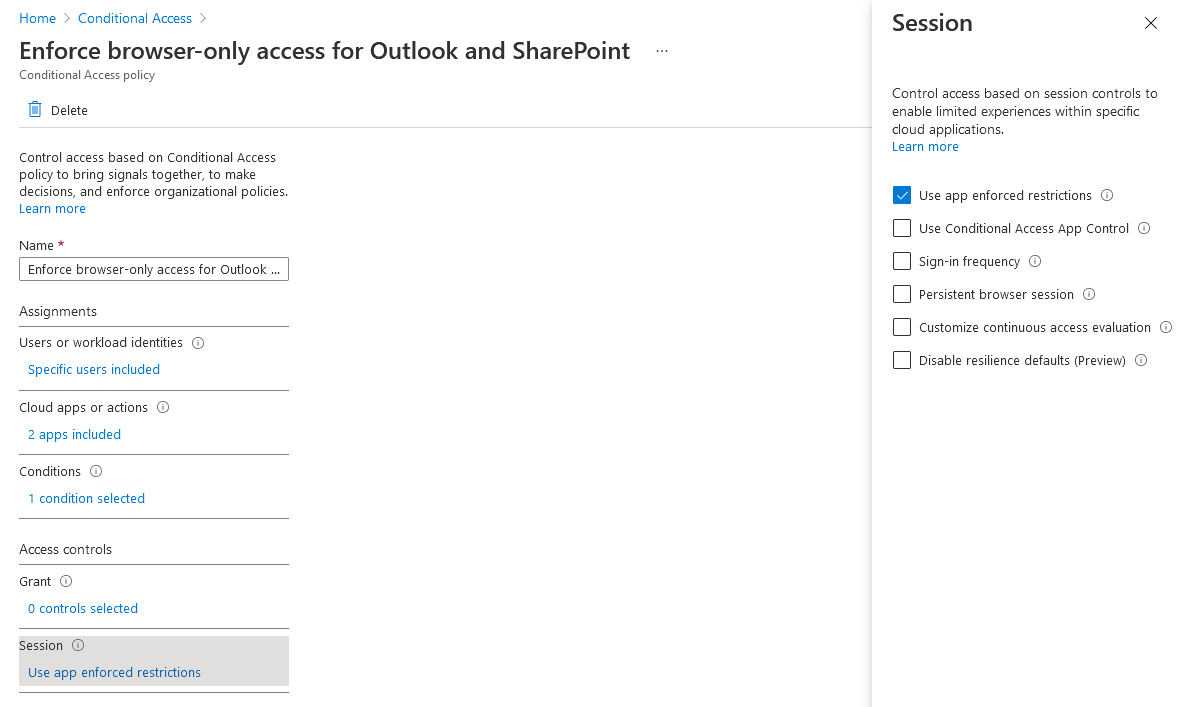 Home > Conditional Access >
Enforce browser-only access for Outlook and SharePoint ...
Conditional Access policy
Delete
Control access based on Conditional Access
policy to bring signals together, to make
decisions, and enforce organizational policies.
Learn more
Name *
Enforce browser-only access for Outlook ...
Assignments
Users or workload identities
Specific users included
Cloud apps or actions
2 apps included
Conditions
1 condition selected
Access controls
Grant
0 controls selected
Session
Use app enforced restrictions
Session
Control access based on session controls to
enable limited experiences within specific
cloud applications.
Learn more
Use app enforced restrictions
Use Conditional Access App Control
Sign-in frequency
Persistent browser session
Customize continuous access evaluation
Disable resilience defaults (Preview)